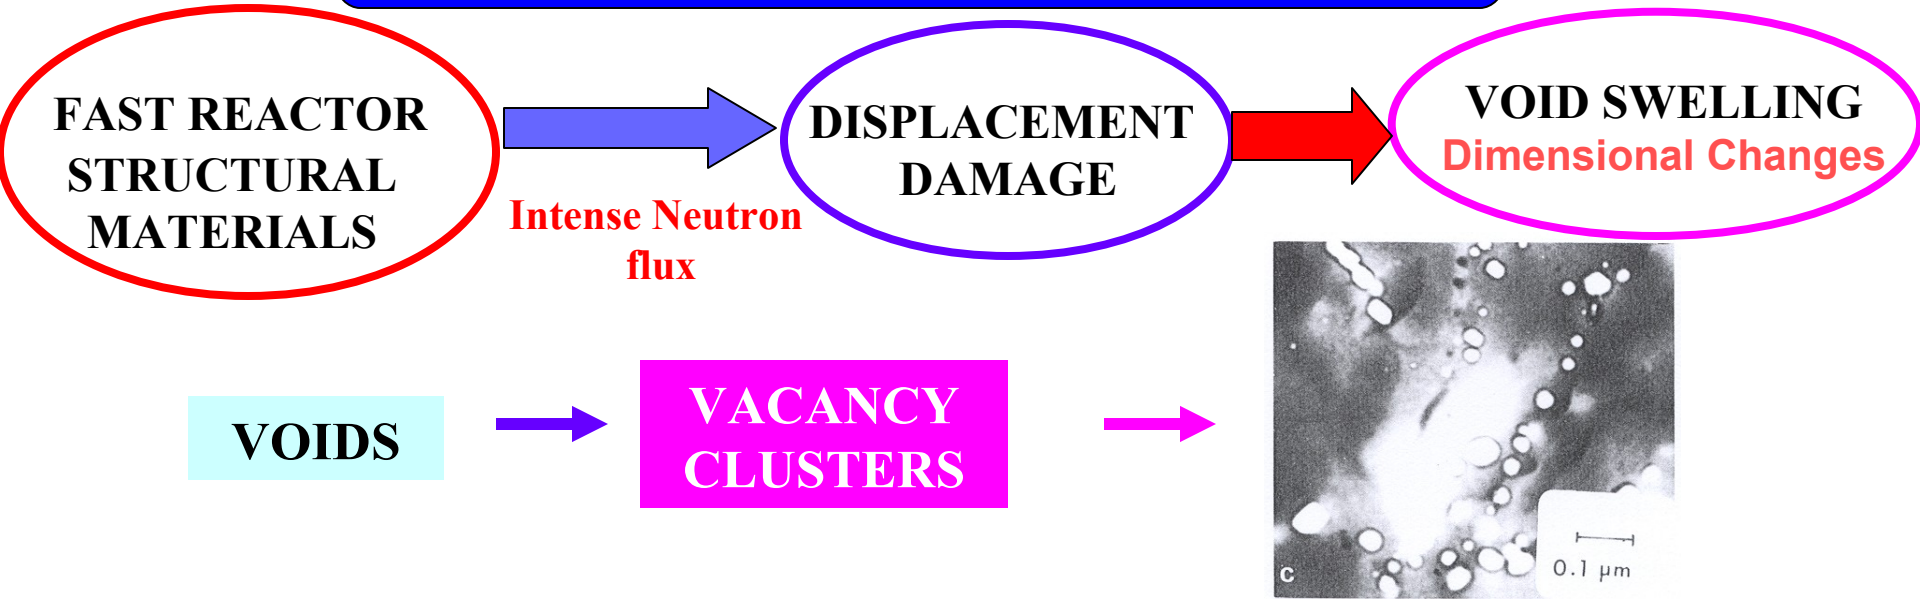 FAST REACTOR
STRUCTURAL
MATERIALS
Intense Neutron
flux
DISPLACEMENT
DAMAGE
VOID SWELLING
Dimensional Changes
VOIDS
VACANCY
CLUSTERS
C
0.1 µm